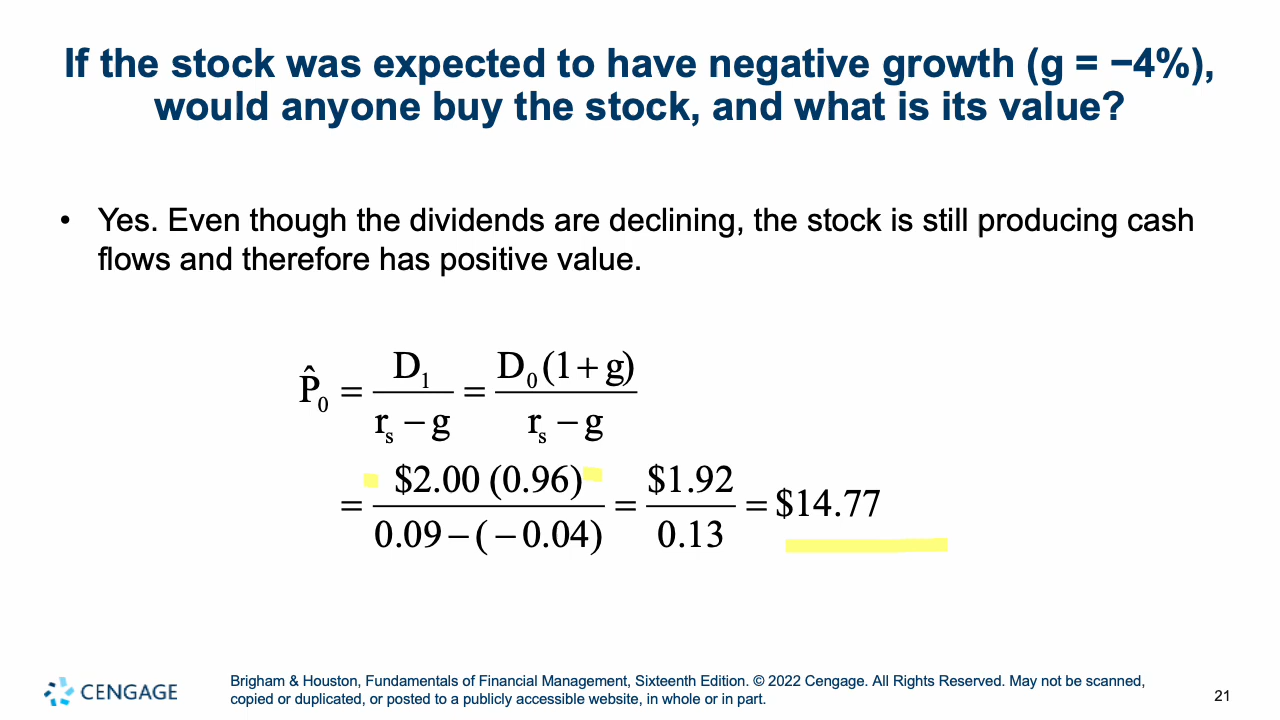 If the stock was expected to have negative growth (g = −4%),
would anyone buy the stock, and what is its value?
• Yes. Even though the dividends are declining, the stock is still producing cash
flows and therefore has positive value.
P̂₀ = D₁ / (rₛ − g) = D₀ (1 + g) / (rₛ − g)
= $2.00 (0.96) / (0.09 − (− 0.04)) = $1.92 / 0.13 = $14.77
CENGAGE
Brigham & Houston, Fundamentals of Financial Management, Sixteenth Edition. © 2022 Cengage. All Rights Reserved. May not be scanned,
copied or duplicated, or posted to a publicly accessible website, in whole or in part.
21